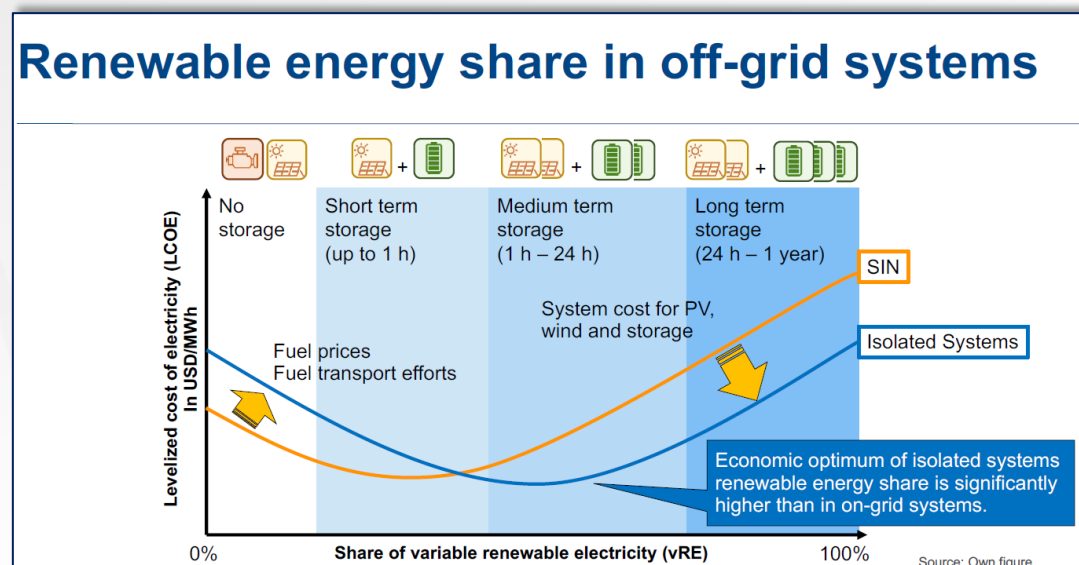 Renewable energy share in off-grid systems
+
+
+
No
storage
Short term
storage
(up to 1 h)
Medium term
storage
(1 h – 24 h)
Long term
storage
(24 h – 1 year)
SIN
System cost for PV,
wind and storage
Isolated Systems
Fuel prices
Fuel transport efforts
Levelized cost of electricity (LCOE)
In USD/MWh
Economic optimum of isolated systems
renewable energy share is significantly
higher than in on-grid systems.
0%
Share of variable renewable electricity (vRE)
100%
Source: Own figure